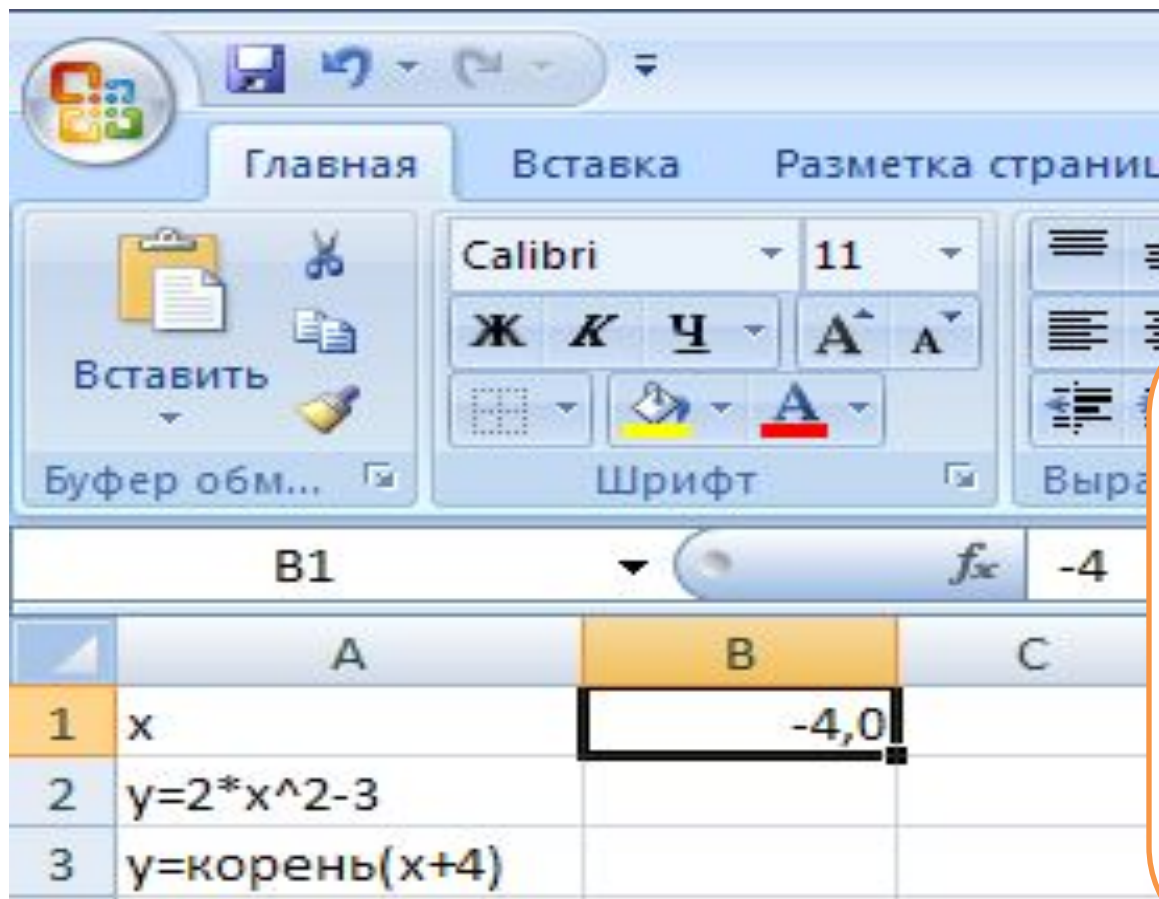 Главная Вставка Разметка страниц
Calibri 11
Ж К Ч А А
Вставить
А
Буфер обм... Шрифт Выра
B1 fx -4
A B C
1 x -4,0
2 y=2*x^2-3
3 y=корень(x+4)